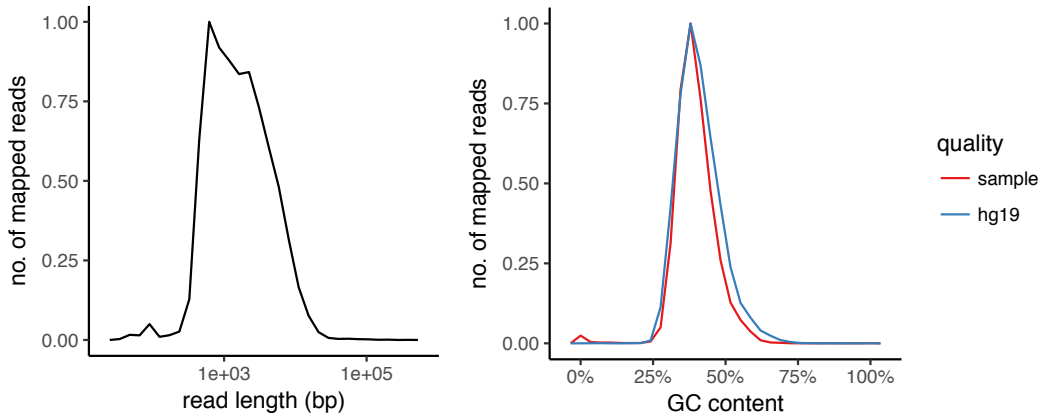 no. of mapped reads
1.00
0.75
0.50
0.25
0.00
1e+03
1e+05
read length (bp)
no. of mapped reads
1.00
0.75
0.50
0.25
0.00
0%
25%
50%
75%
100%
GC content
quality
sample
hg19